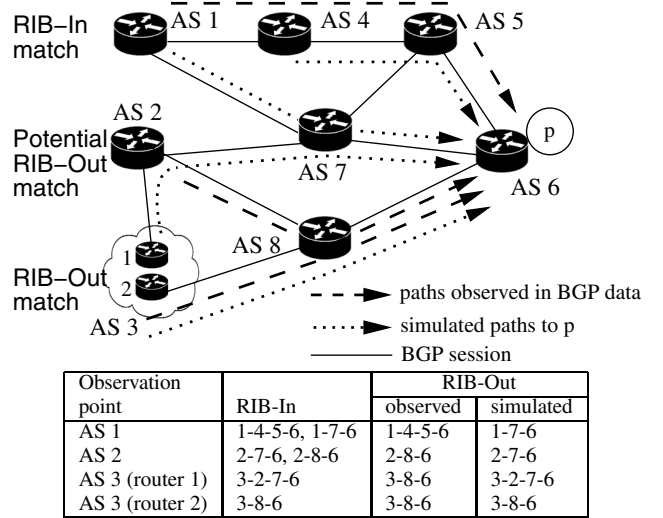 RIB-In
match
AS 1
AS 4
AS 5
AS 2
Potential
RIB-Out
match
AS 7
p
AS 6
AS 8
1
2
RIB-Out
match
AS 3
paths observed in BGP data
simulated paths to p
BGP session
Observation point | RIB-In | RIB-Out
observed | simulated
AS 1 | 1-4-5-6, 1-7-6 | 1-4-5-6 | 1-7-6
AS 2 | 2-7-6, 2-8-6 | 2-8-6 | 2-7-6
AS 3 (router 1) | 3-2-7-6 | 3-8-6 | 3-2-7-6
AS 3 (router 2) | 3-8-6 | 3-8-6 | 3-8-6